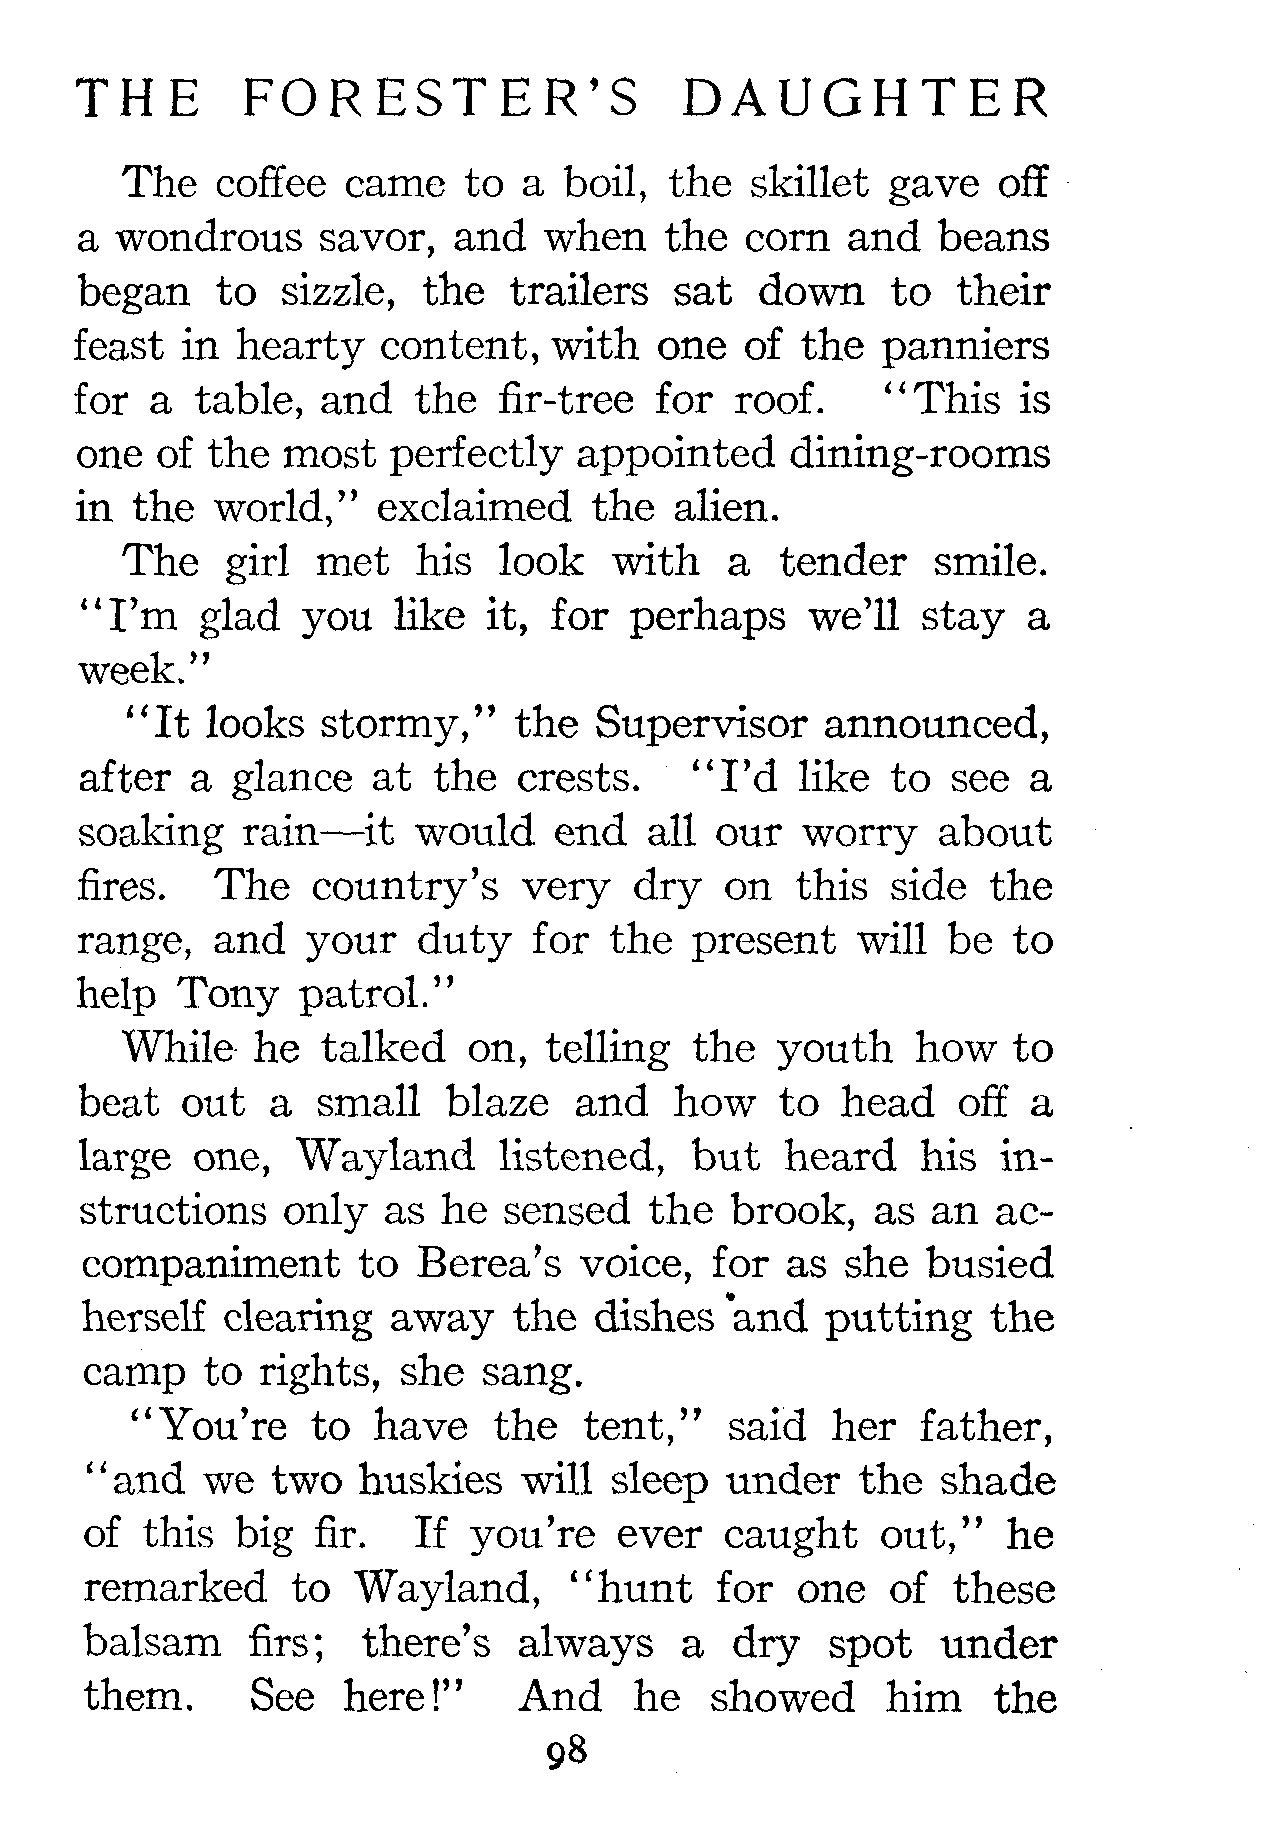 THE FORESTER'S DAUGHTER
The coffee came to a boil, the skillet gave off
a wondrous savor, and when the corn and beans
began to sizzle, the trailers sat down to their
feast in hearty content, with one of the panniers
for a table, and the fir-tree for roof. "This is
one of the most perfectly appointed dining-rooms
in the world," exclaimed the alien.
The girl met his look with a tender smile.
"I'm glad you like it, for perhaps we'll stay a
week."
"It looks stormy," the Supervisor announced,
after a glance at the crests. "I'd like to see a
soaking rain—it would end all our worry about
fires. The country's very dry on this side the
range, and your duty for the present will be to
help Tony patrol."
While he talked on, telling the youth how to
beat out a small blaze and how to head off a
large one, Wayland listened, but heard his in-
structions only as he sensed the brook, as an ac-
companiment to Berea's voice, for as she busied
herself clearing away the dishes and putting the
camp to rights, she sang.
"You're to have the tent," said her father,
"and we two huskies will sleep under the shade
of this big fir. If you're ever caught out," he
remarked to Wayland, "hunt for one of these
balsam firs; there's always a dry spot under
them. See here!" And he showed him the
98